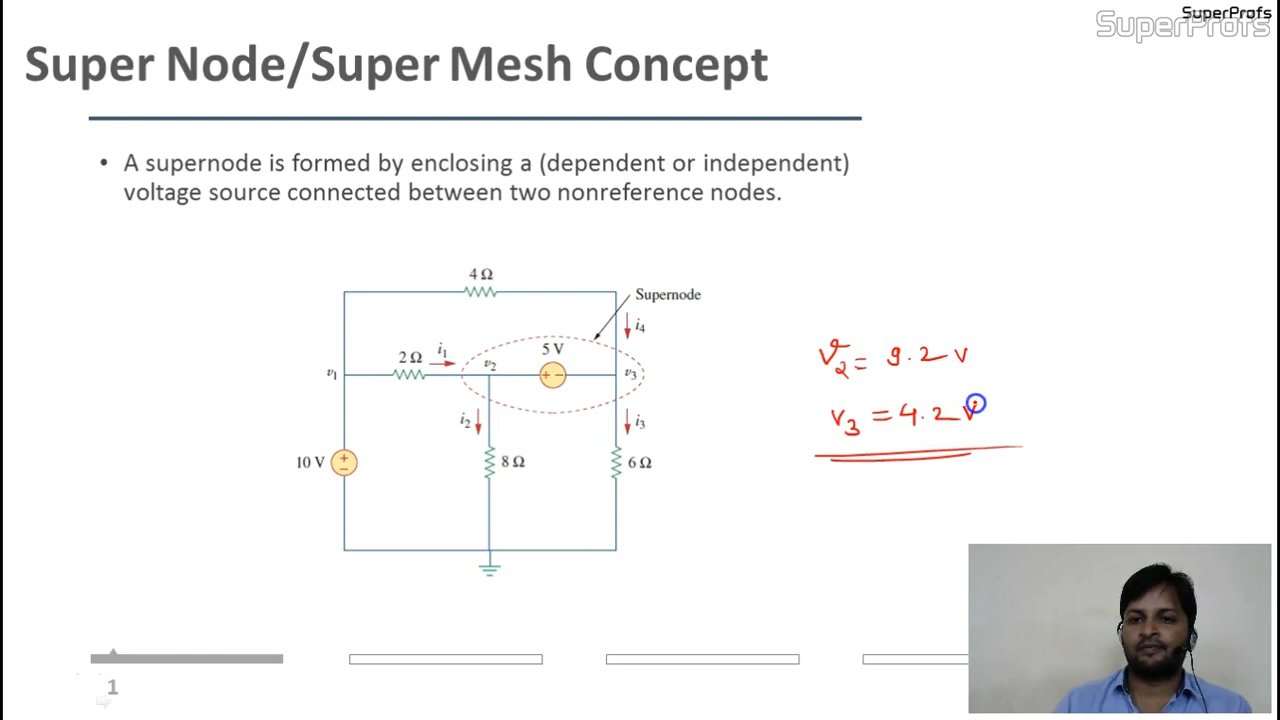 SuperProfs
SuperProfs
Super Node/Super Mesh Concept
• A supernode is formed by enclosing a (dependent or independent)
voltage source connected between two nonreference nodes.
4 Ω
Supernode
i4
2 Ω
i1
v2
5 V
+ −
v1
v3
i2
i3
10 V
+
−
8 Ω
6 Ω
v2 = 9.2 v
v3 = 4.2 v
1